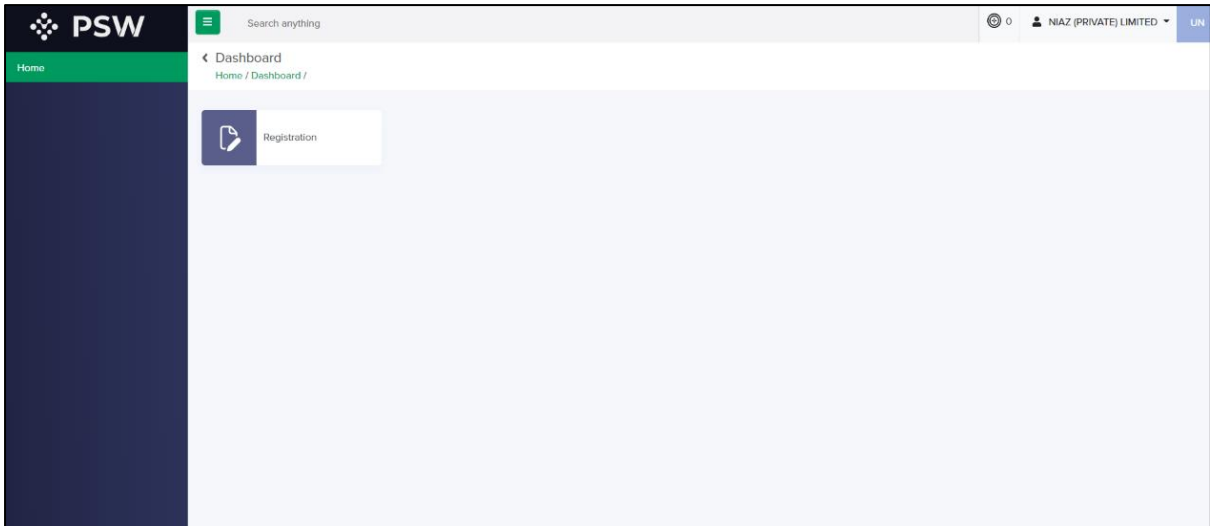 PSW
Search anything
0
NIAZ (PRIVATE) LIMITED
UN
Home
Dashboard
Home / Dashboard /
Registration